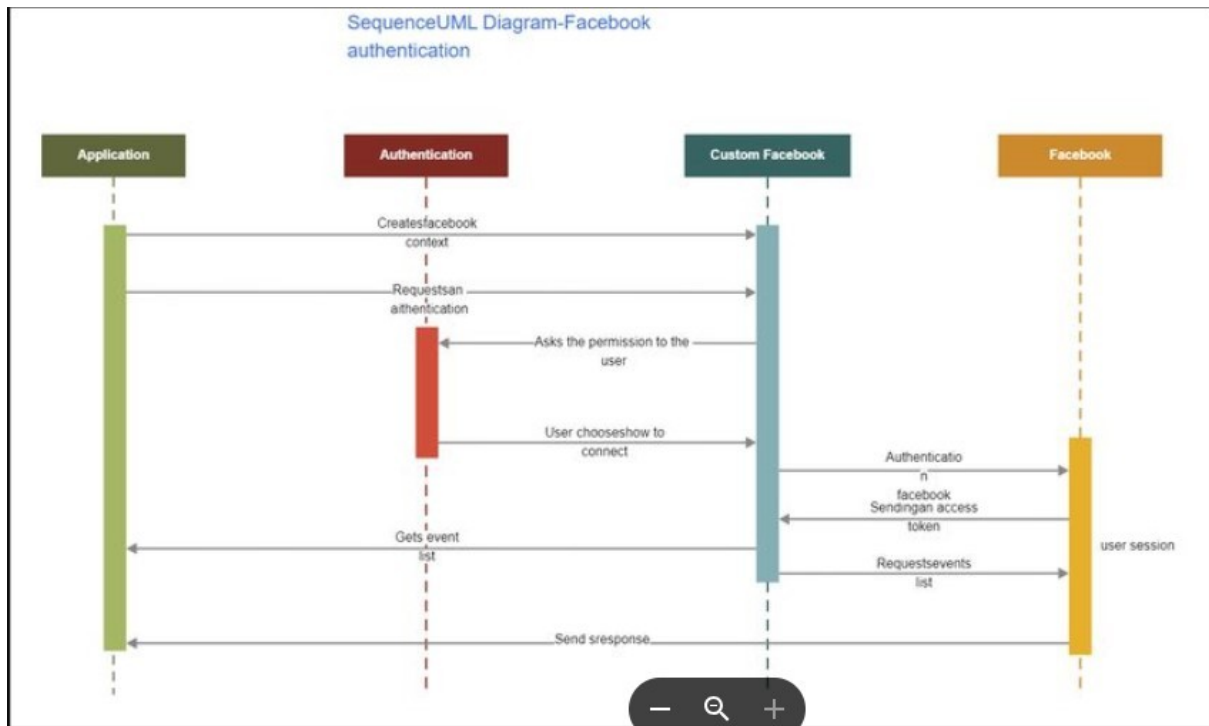 SequenceUML Diagram-Facebook
authentication
Application
Authentication
Custom Facebook
Facebook
Createsfacebook
context
Requestsan
aithentication
Asks the permission to the
user
User chooseshow to
connect
Authenticatio
n
facebook
Sendingan access
token
Gets event
list
user session
Requestsevents
list
Send sresponse